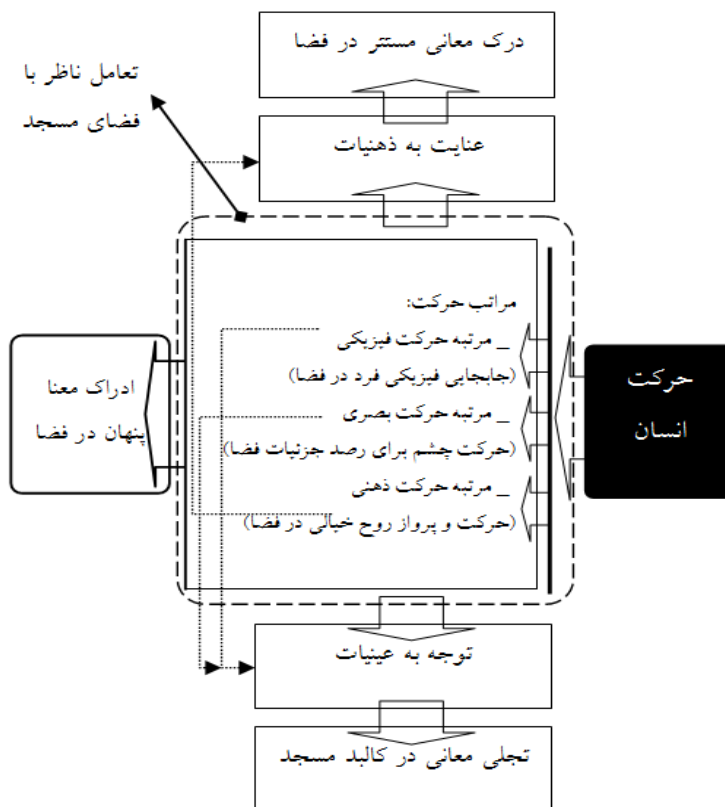 درک معانی مستتر در فضا
تعامل ناظر با
فضای مسجد
عنایت به ذهنیات
مراتب حرکت:
_ مرتبه حرکت فیزیکی
(جابجایی فیزیکی فرد در فضا)
_ مرتبه حرکت بصری
(حرکت چشم برای رصد جزئیات فضا)
_ مرتبه حرکت ذهنی
(حرکت و پرواز روح خیالی در فضا)
حرکت
انسان
ادراک معنا
پنهان در فضا
توجه به عینیات
تجلی معانی در کالبد مسجد